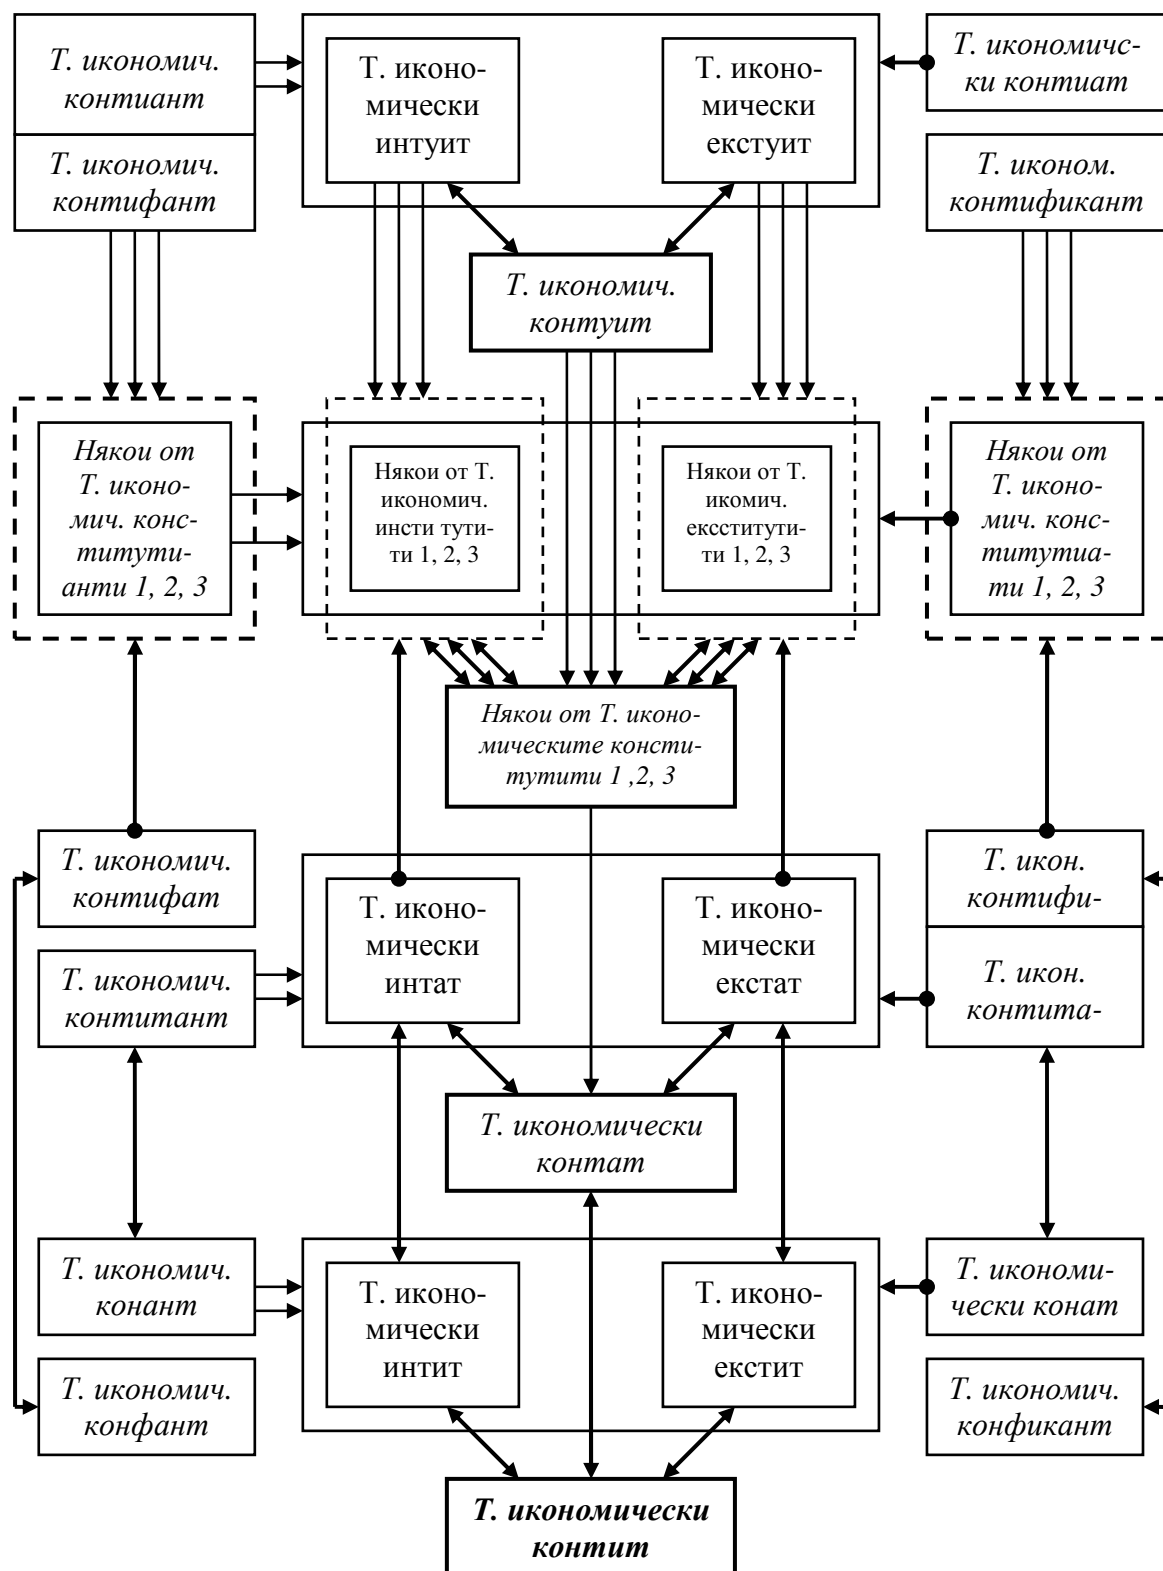 Т. икономич.
контиант
Т. иконо-
мически
интуит
Т. иконо-
мически
екстуит
Т. икономичс-
ки контиат
Т. икономич.
контифант
Т. иконом.
контификант
Т. икономич.
контуит
Някои от
Т. иконо-
мич. конс-
титути-
анти 1, 2, 3
Някои от Т.
икономич.
инсти тути-
ти 1, 2, 3
Някои от Т.
икомич.
ексститути-
ти 1, 2, 3
Някои от
Т. иконо-
мич. конс-
титутиа-
ти 1, 2, 3
Някои от Т. иконо-
мическите консти-
тутити 1 ,2, 3
Т. икономич.
контифат
Т. иконо-
мически
интат
Т. иконо-
мически
екстат
Т. икон.
контифи-
Т. икономич.
контитант
Т. икон.
контита-
Т. икономически
контат
Т. икономич.
конант
Т. иконо-
мически
интит
Т. иконо-
мически
екстит
Т. икономи-
чески конат
Т. икономич.
конфант
Т. икономич.
конфикант
Т. икономически
контит